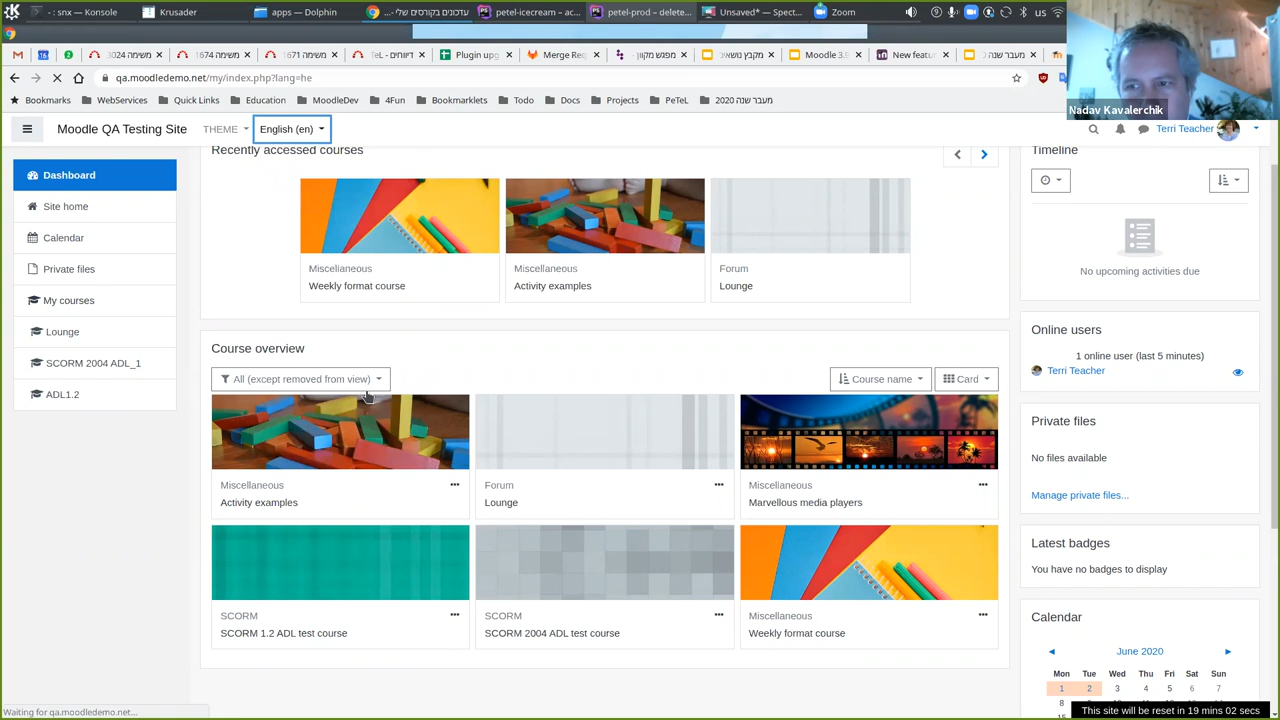 : snx — Konsole
Krusader
apps — Dolphin
עדכונים בקורסים שלי -...
petel-icecream – ac...
petel-prod – delete...
Unsaved* — Spect...
Zoom
us
משימה 3024
משימה 1674
משימה 1671
דיווחים - TeL
Plugin upg
Merge Req
מפגש מקוון
מקבץ נושאים
Moodle 3.9
New featur
מעבר שנה
qa.moodledemo.net/my/index.php?lang=he
Bookmarks
WebServices
Quick Links
Education
MoodleDev
4Fun
Bookmarklets
Todo
Docs
Projects
PeTeL
מעבר שנה 2020
Nadav Kavalerchik
Moodle QA Testing Site
THEME
English (en)
Terri Teacher
Dashboard
Site home
Calendar
Private files
My courses
Lounge
SCORM 2004 ADL_1
ADL1.2
Recently accessed courses
Miscellaneous
Weekly format course
Miscellaneous
Activity examples
Forum
Lounge
Course overview
All (except removed from view)
Course name
Card
Miscellaneous
Activity examples
Forum
Lounge
Miscellaneous
Marvellous media players
SCORM
SCORM 1.2 ADL test course
SCORM
SCORM 2004 ADL test course
Miscellaneous
Weekly format course
Timeline
No upcoming activities due
Online users
1 online user (last 5 minutes)
Terri Teacher
Private files
No files available
Manage private files...
Latest badges
You have no badges to display
Calendar
◄ June 2020 ►
Mon Tue Wed Thu Fri Sat Sun
1 2 3 4 5 6 7
8
This site will be reset in 19 mins 02 secs
Waiting for qa.moodledemo.net...